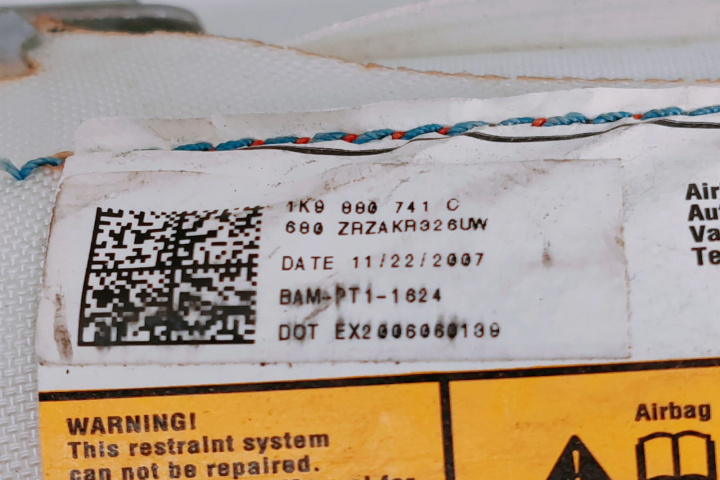 1K0 880 741 C
680 ZRZAKR326UW
DATE 11/22/2007
BAM-PT1-1624
DOT EX2006060139
Air
Au
Va
Te
WARNING!
This restraint system
can not be repaired.
Airbag